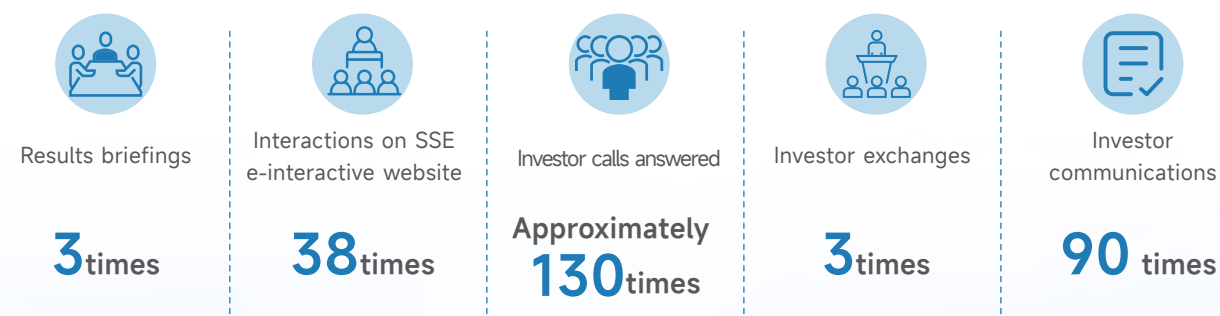 Results briefings
3times
Interactions on SSE
e-interactive website
38times
Investor calls answered
Approximately
130times
Investor exchanges
3times
Investor
communications
90 times